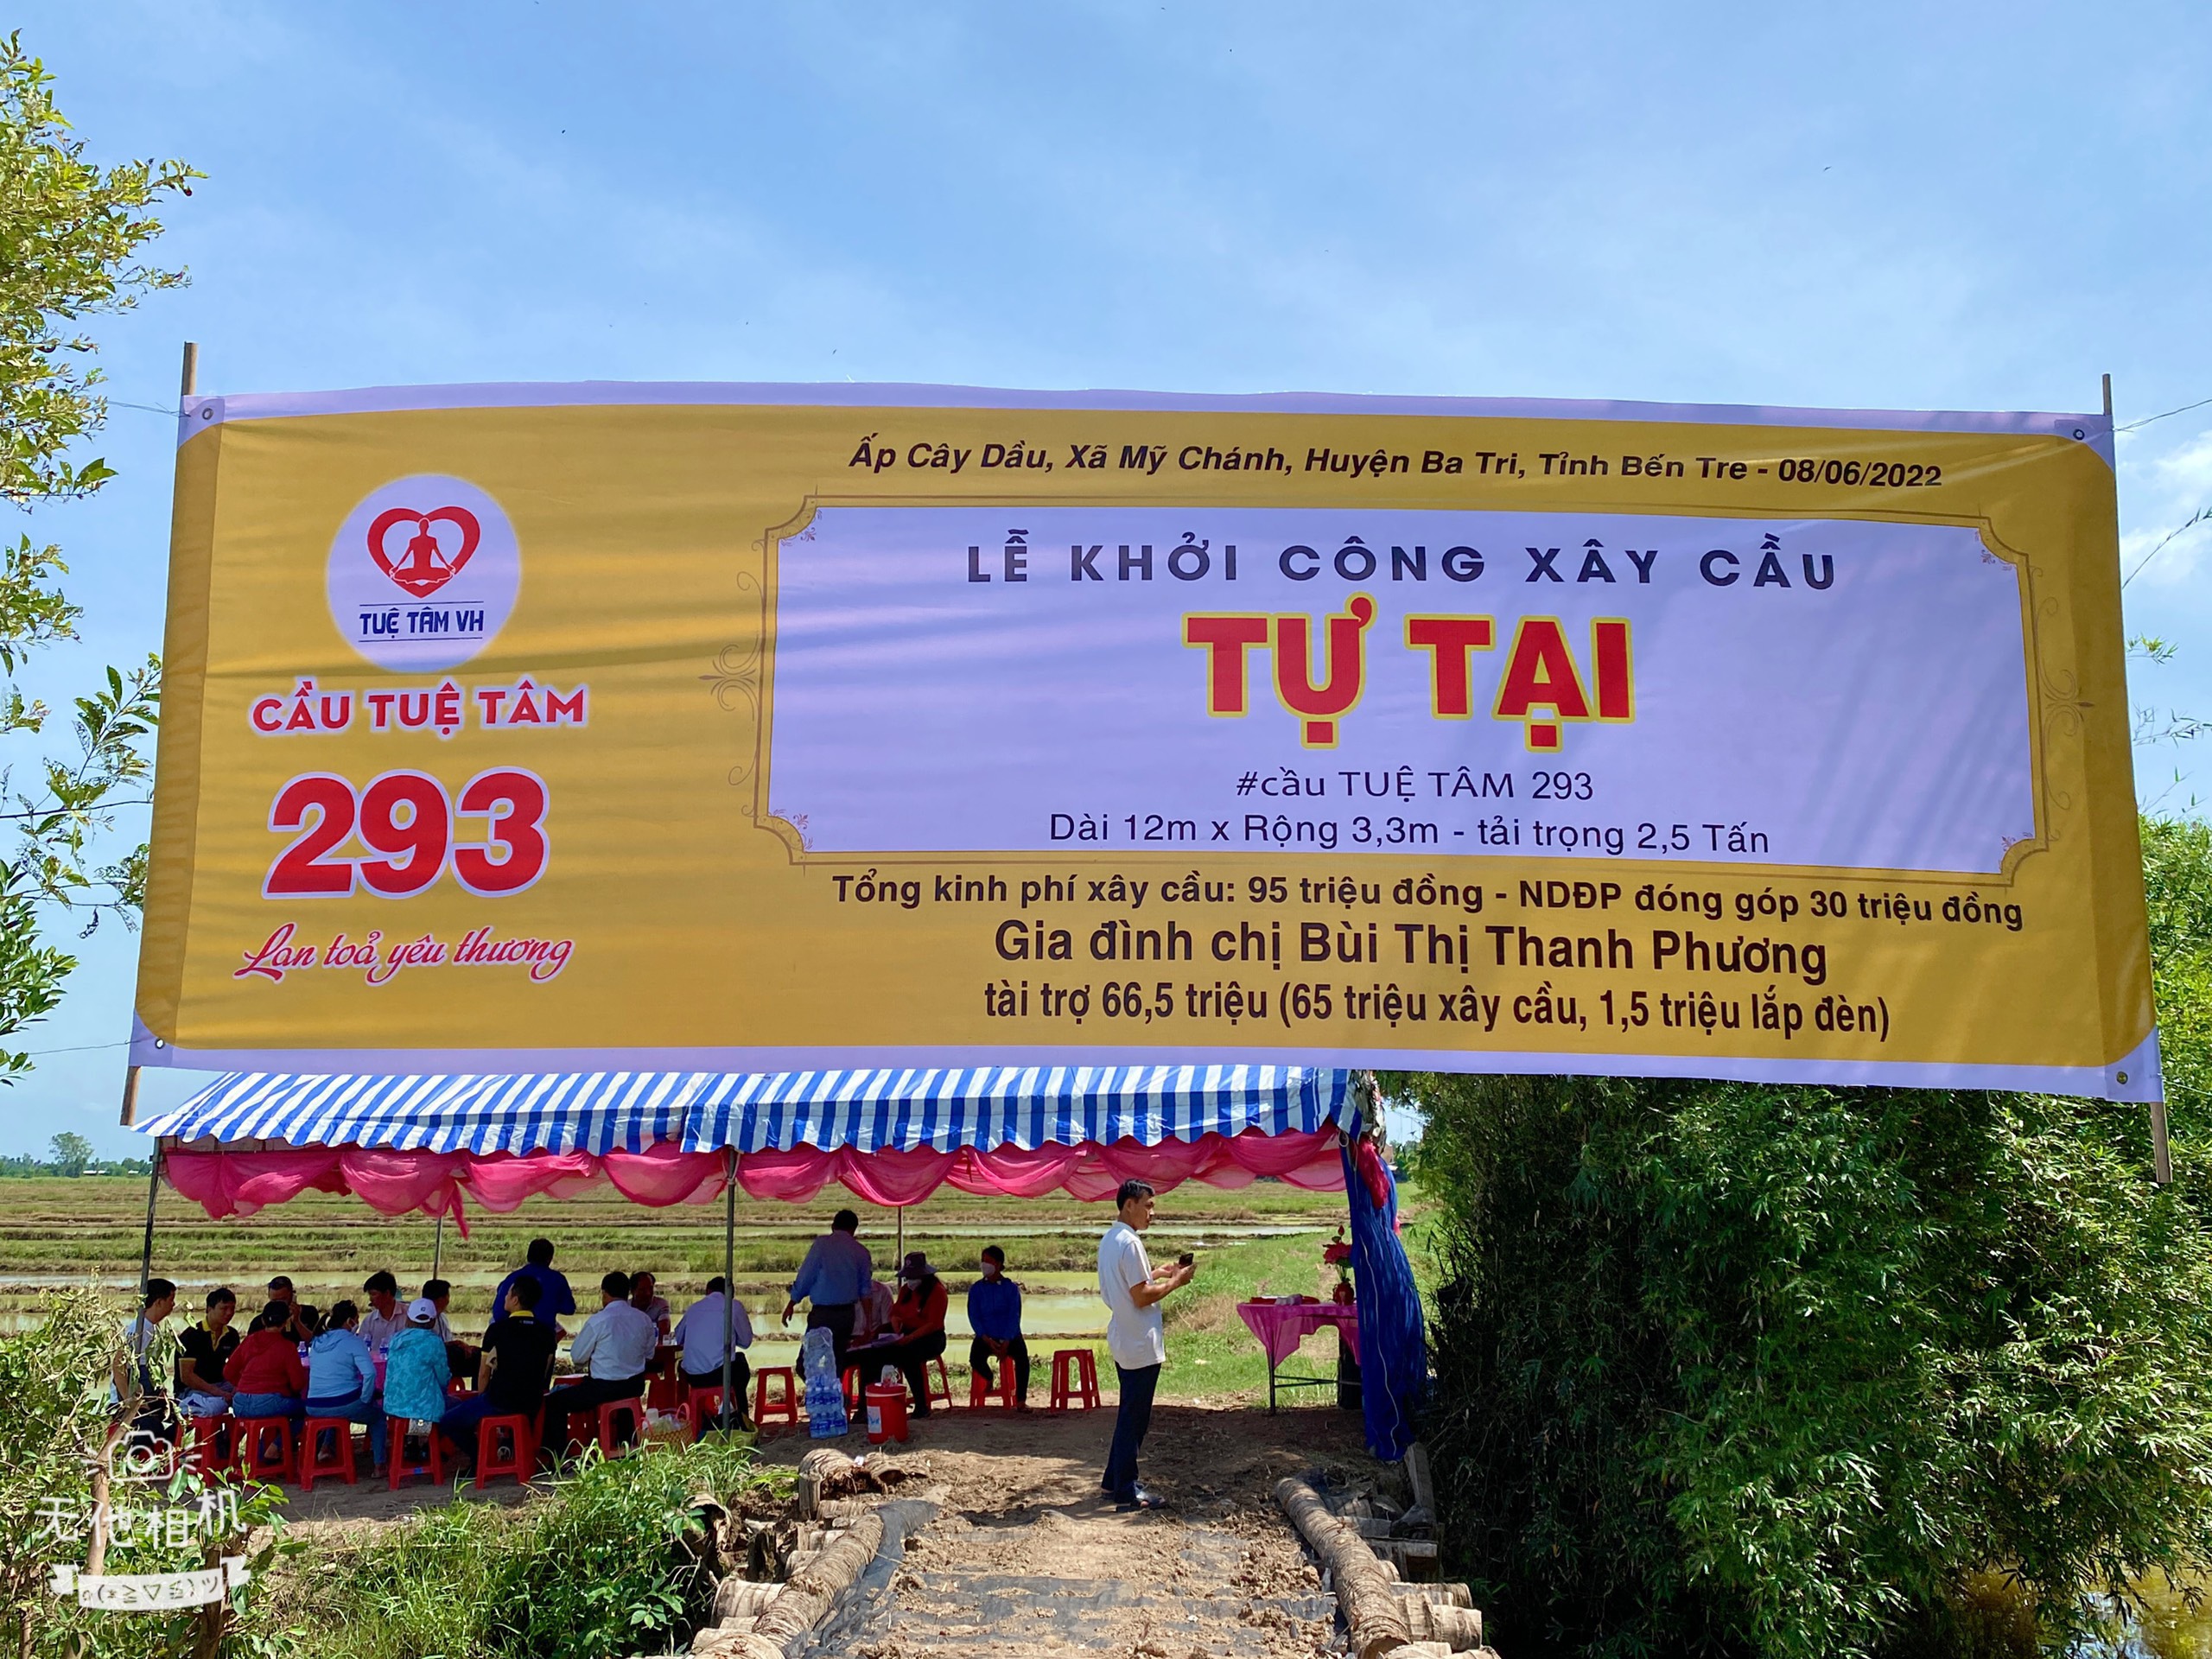 Ấp Cây Dầu, Xã Mỹ Chánh, Huyện Ba Tri, Tỉnh Bến Tre - 08/06/2022
TUỆ TÂM VH
CẦU TUỆ TÂM
293
Lan toả yêu thương
LỄ KHỞI CÔNG XÂY CẦU
TỰ TẠI
#cầu TUỆ TÂM 293
Dài 12m x Rộng 3,3m - tải trọng 2,5 Tấn
Tổng kinh phí xây cầu: 95 triệu đồng - NDĐP đóng góp 30 triệu đồng
Gia đình chị Bùi Thị Thanh Phương
tài trợ 66,5 triệu (65 triệu xây cầu, 1,5 triệu lắp đèn)
无他相机